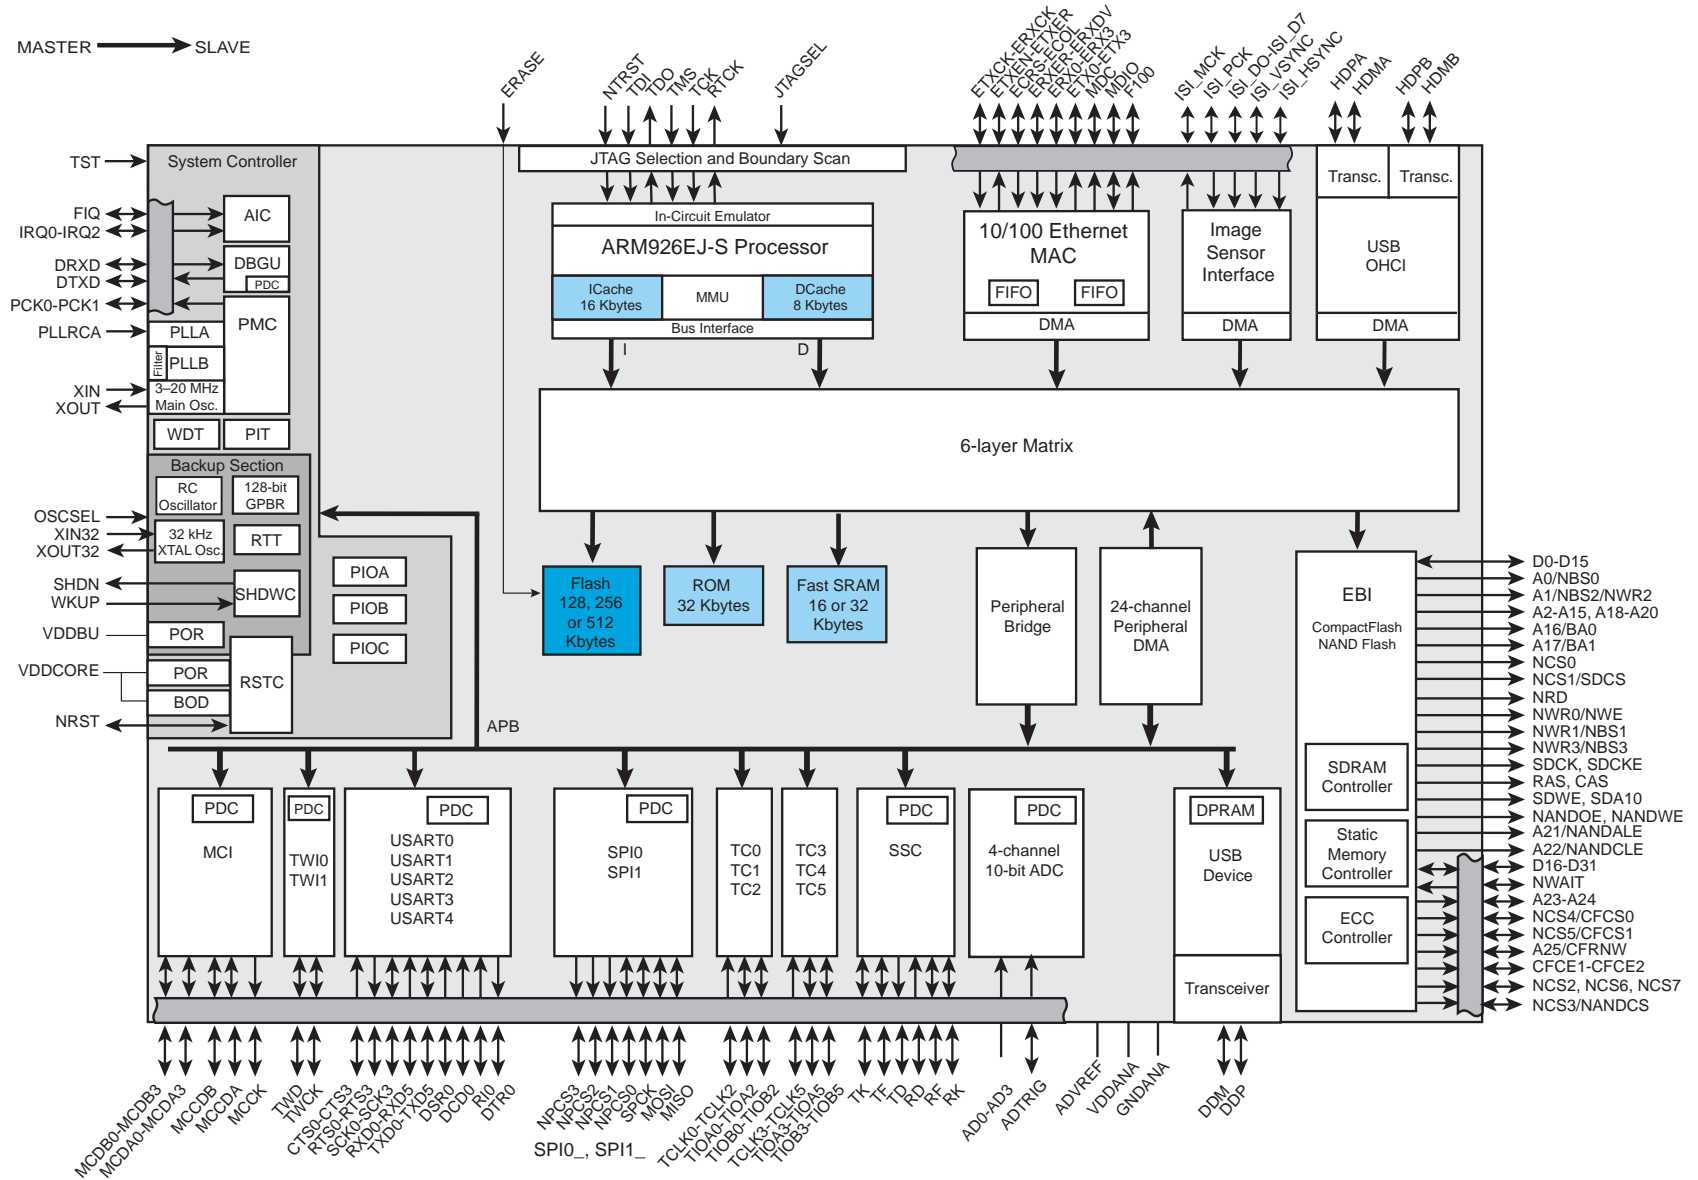 MASTER
SLAVE
ERASE
NTRST
TDI
TDO
TMS
TCK
RTCK
JTAGSEL
ETXCK-ERXCK
ETXEN-ETXER
ECRS-ECOL
ERXER-ERXDV
ERX0-ERX3
ETX0-ETX3
MDC
MDIO
F100
ISI_MCK
ISI_PCK
ISI_DO-ISI_D7
ISI_VSYNC
ISI_HSYNC
HDPA
HDMA
HDPB
HDMB
TST
FIQ
IRQ0-IRQ2
DRXD
DTXD
PCK0-PCK1
PLLRCA
XIN
XOUT
OSCSEL
XIN32
XOUT32
SHDN
WKUP
VDDBU
VDDCORE
NRST
System Controller
AIC
DBGU
PDC
PMC
PLLA
Filter
PLLB
3–20 MHz
Main Osc.
WDT
PIT
Backup Section
RC
Oscillator
128-bit
GPBR
32 kHz
XTAL Osc.
RTT
SHDWC
POR
POR
BOD
RSTC
PIOA
PIOB
PIOC
JTAG Selection and Boundary Scan
In-Circuit Emulator
ARM926EJ-S Processor
ICache
16 Kbytes
MMU
DCache
8 Kbytes
Bus Interface
I
D
10/100 Ethernet
MAC
FIFO
FIFO
DMA
Image
Sensor
Interface
DMA
Transc.
Transc.
USB
OHCI
DMA
6-layer Matrix
Flash
128, 256
or 512
Kbytes
ROM
32 Kbytes
Fast SRAM
16 or 32
Kbytes
Peripheral
Bridge
24-channel
Peripheral
DMA
EBI
CompactFlash
NAND Flash
SDRAM
Controller
Static
Memory
Controller
ECC
Controller
D0-D15
A0/NBS0
A1/NBS2/NWR2
A2-A15, A18-A20
A16/BA0
A17/BA1
NCS0
NCS1/SDCS
NRD
NWR0/NWE
NWR1/NBS1
NWR3/NBS3
SDCK, SDCKE
RAS, CAS
SDWE, SDA10
NANDOE, NANDWE
A21/NANDALE
A22/NANDCLE
D16-D31
NWAIT
A23-A24
NCS4/CFCS0
NCS5/CFCS1
A25/CFRNW
CFCE1-CFCE2
NCS2, NCS6, NCS7
NCS3/NANDCS
APB
PDC
MCI
PDC
TWI0
TWI1
PDC
USART0
USART1
USART2
USART3
USART4
PDC
SPI0
SPI1
TC0
TC1
TC2
TC3
TC4
TC5
PDC
SSC
PDC
4-channel
10-bit ADC
DPRAM
USB
Device
Transceiver
MCDB0-MCDB3
MCDA0-MCDA3
MCCDB
MCCDA
MCCK
TWD
TWCK
CTS0-CTS3
RTS0-RTS3
SCK0-SCK3
RXD0-RXD5
TXD0-TXD5
DSR0
DCD0
RI0
DTR0
NPCS3
NPCS2
NPCS1
NPCS0
SPCK
MOSI
MISO
SPI0_, SPI1_
TCLK0-TCLK2
TIOA0-TIOA2
TIOB0-TIOB2
TCLK3-TCLK5
TIOA3-TIOA5
TIOB3-TIOB5
TK
TF
TD
RD
RF
RK
AD0-AD3
ADTRIG
ADVREF
VDDANA
GNDANA
DDM
DDP